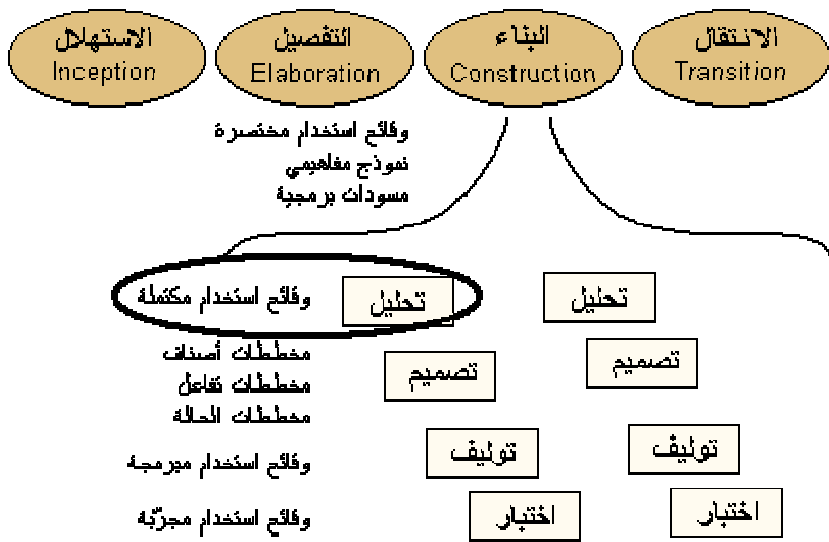 الاستهلال
Inception
التفصيل
Elaboration
البناء
Construction
الانتقال
Transition
وقائع استخدام مختصرة
نموذج مفاهيمي
مسودات برمجية
وقائع استخدام مكتملة
تحليل
تحليل
مخططات أصناف
مخططات تفاعل
مخططات الحالة
تصميم
تصميم
وقائع استخدام مبرمجة
توليف
توليف
وقائع استخدام مجرّبة
اختبار
اختبار